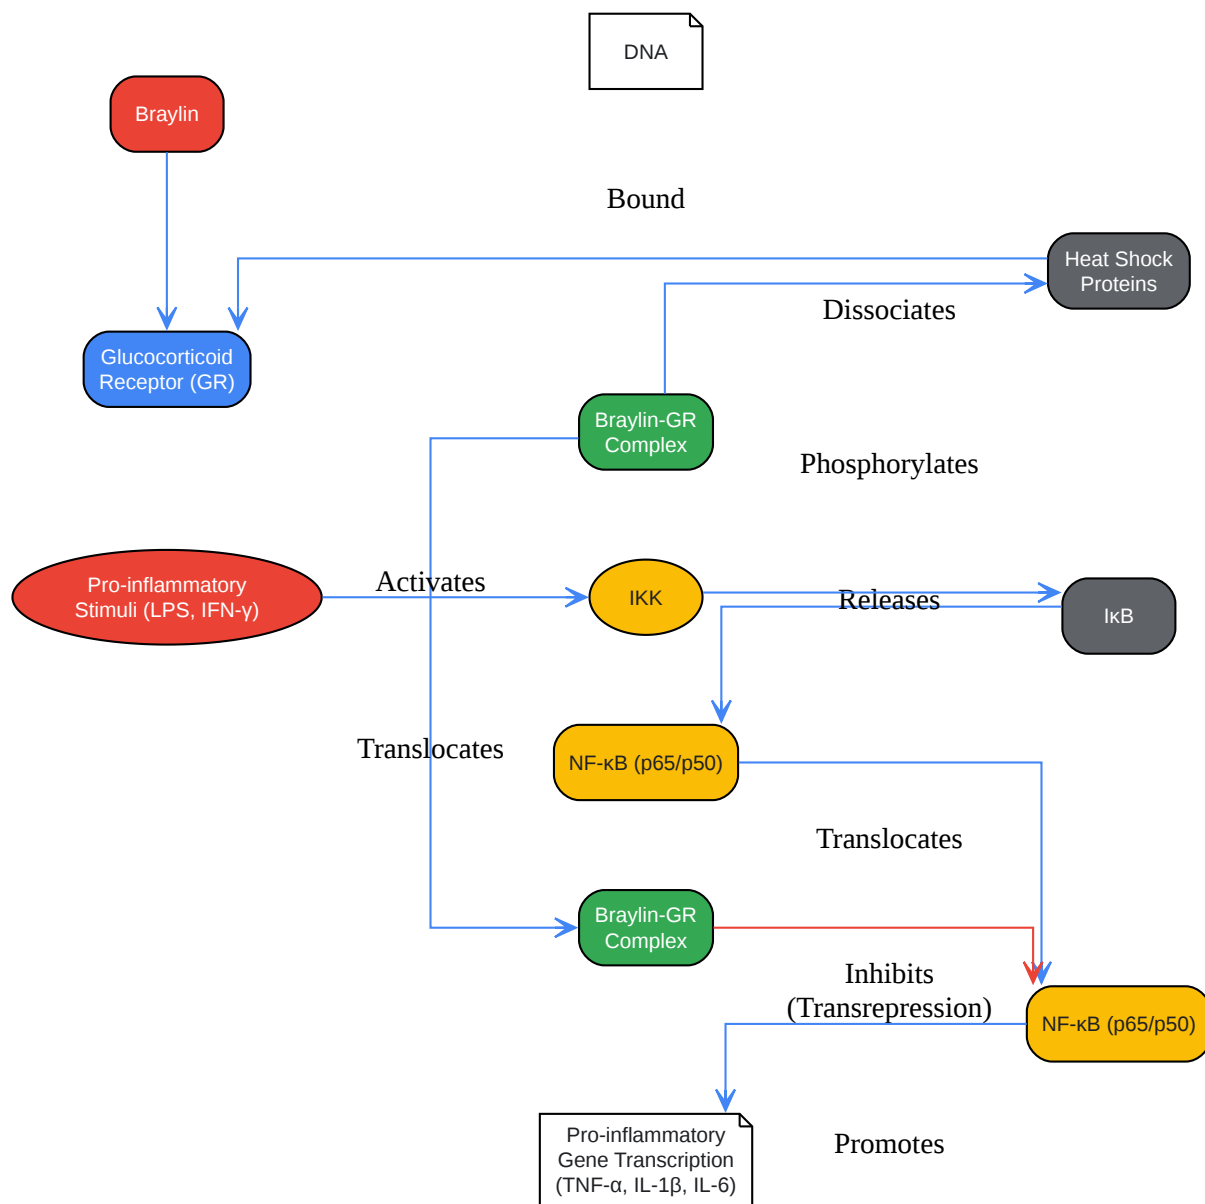 DNA
Braylin
Bound
Heat Shock
Proteins
Dissociates
Glucocorticoid
Receptor (GR)
Braylin-GR
Complex
Phosphorylates
Pro-inflammatory
Stimuli (LPS, IFN-γ)
Activates
IKK
Releases
IκB
Translocates
NF-κB (p65/p50)
Translocates
Braylin-GR
Complex
Inhibits
(Transrepression)
NF-κB (p65/p50)
Pro-inflammatory
Gene Transcription
(TNF-α, IL-1β, IL-6)
Promotes